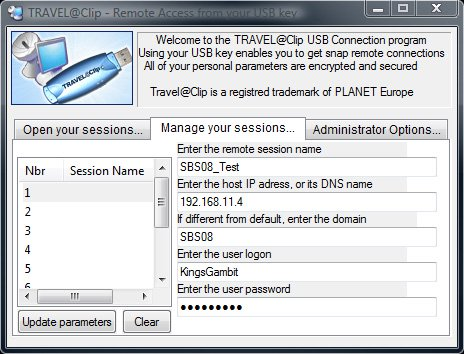 TRAVEL@Clip - Remote Access from your USB key
TRAVEL@Clip
Welcome to the TRAVEL@Clip USB Connection program
Using your USB key enables you to get snap remote connections
All of your personal parameters are encrypted and secured
Travel@Clip is a registred trademark of PLANET Europe
Open your sessions...
Manage your sessions...
Administrator Options...
Nbr Session Name
1
2
3
4
5
6
Update parameters
Clear
Enter the remote session name
SBS08_Test
Enter the host IP adress, or its DNS name
192.168.11.4
If different from default, enter the domain
SBS08
Enter the user logon
KingsGambit
Enter the user password
•••••••••